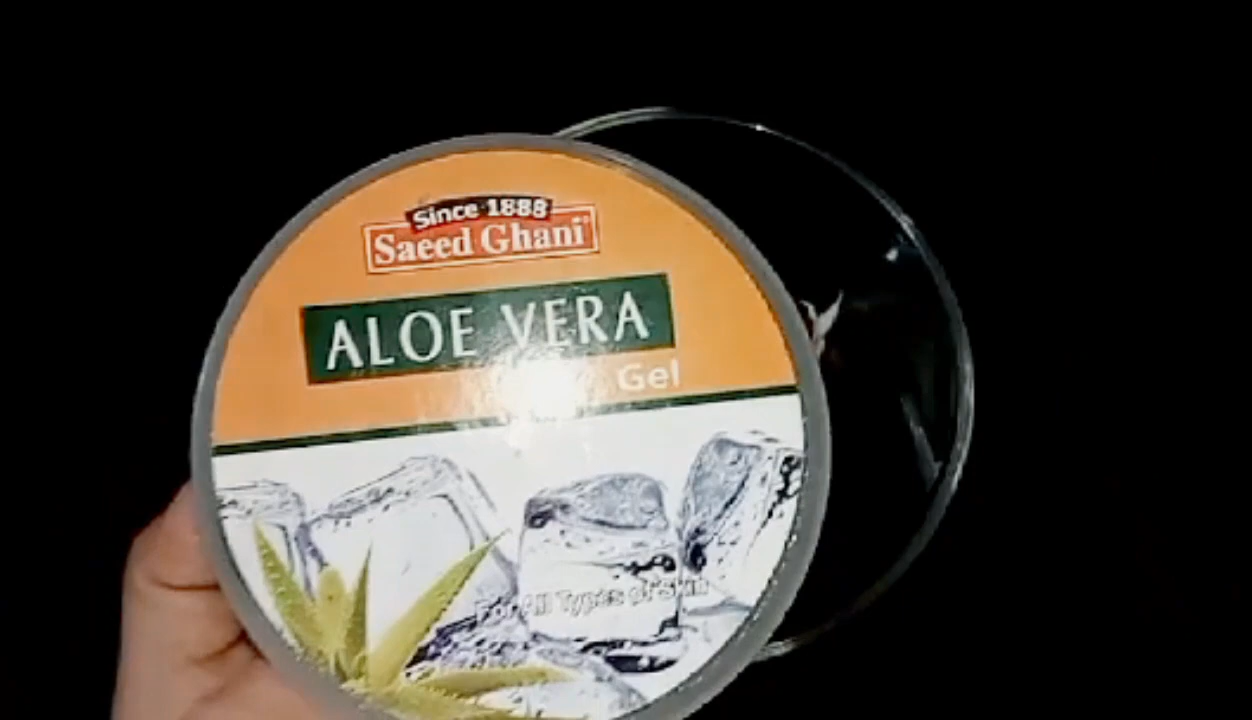 Since 1888
Saeed Ghani
ALOE VERA
Gel
For All Types of Skin